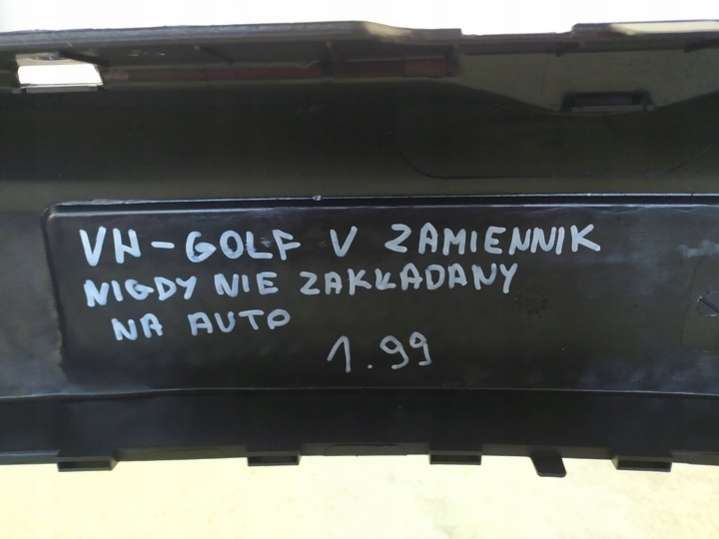 VW-GOLF V ZAMIENNIK
NIGDY NIE ZAKŁADANY
NA AUTO
1.99